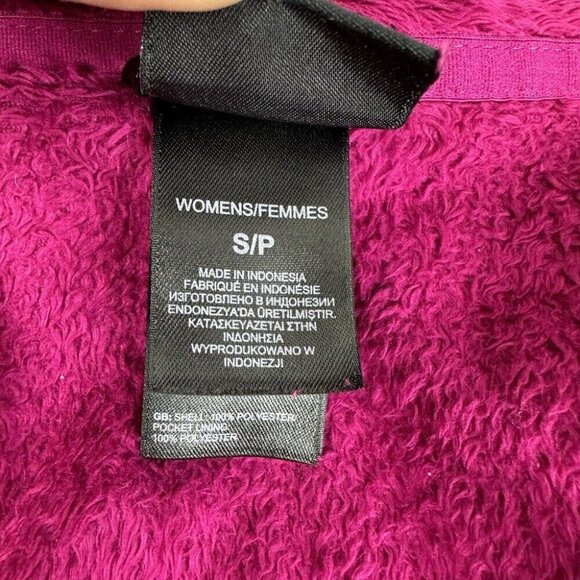 WOMENS/FEMMES
S/P
MADE IN INDONESIA
FABRIQUÉ EN INDONÉSIE
ИЗГОТОВЛЕНО В ИНДОНЕЗИИ
ENDONEZYA'DA ÜRETILMIŞTIR.
ΚΑΤΑΣΚΕΥΑΖΕΤΑΙ ΣΤΗΝ
ΙΝΔΟΝΗΣΙΑ
WYPRODUKOWANO W
INDONEZJI
GB: SHELL: 100% POLYESTER
POCKET LINING:
100% POLYESTER